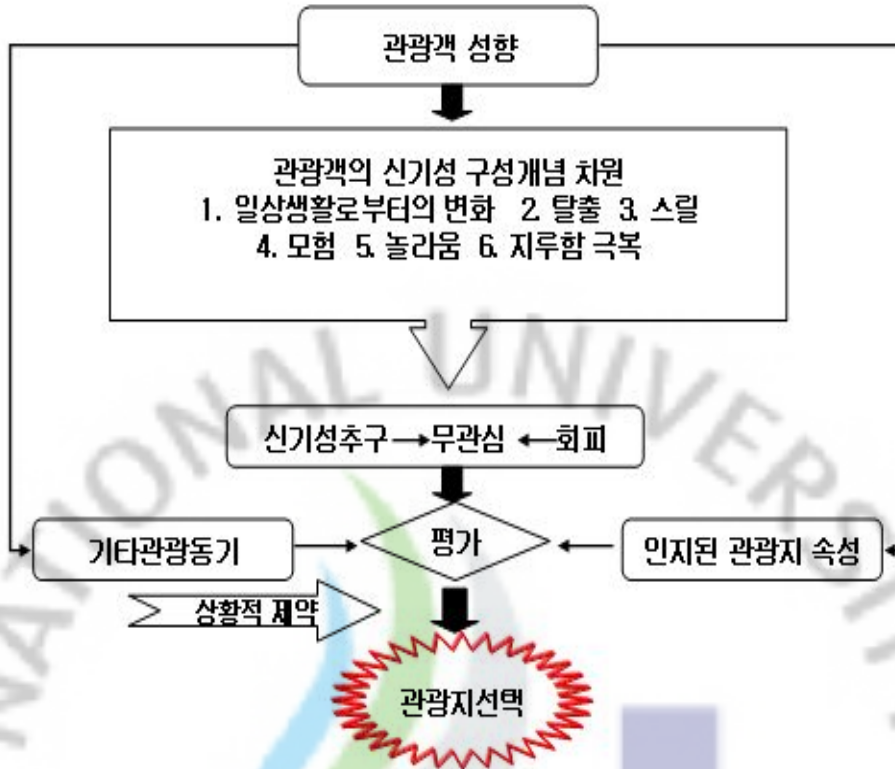 관광객 성향
관광객의 신기성 구성개념 차원
1. 일상생활로부터의 변화 2. 탈출 3. 스릴
4. 모험 5. 놀라움 6. 지루함 극복
신기성추구→무관심 ←회피
기타관광동기
평가
인지된 관광지 속성
상황적 제약
관광지선택
NATIONAL UNIVERSITY